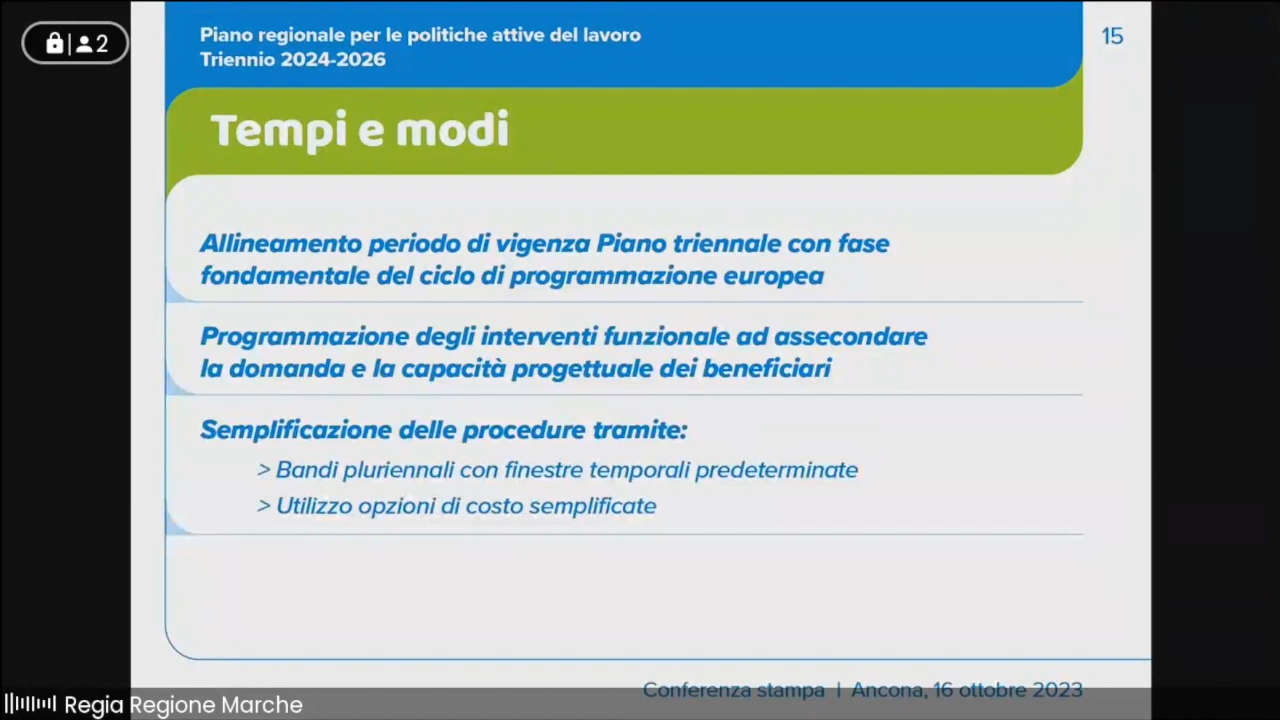 2
Piano regionale per le politiche attive del lavoro
Triennio 2024-2026
15
Tempi e modi
Allineamento periodo di vigenza Piano triennale con fase
fondamentale del ciclo di programmazione europea
Programmazione degli interventi funzionale ad assecondare
la domanda e la capacità progettuale dei beneficiari
Semplificazione delle procedure tramite:
> Bandi pluriennali con finestre temporali predeterminate
> Utilizzo opzioni di costo semplificate
Conferenza stampa | Ancona, 16 ottobre 2023
Regia Regione Marche